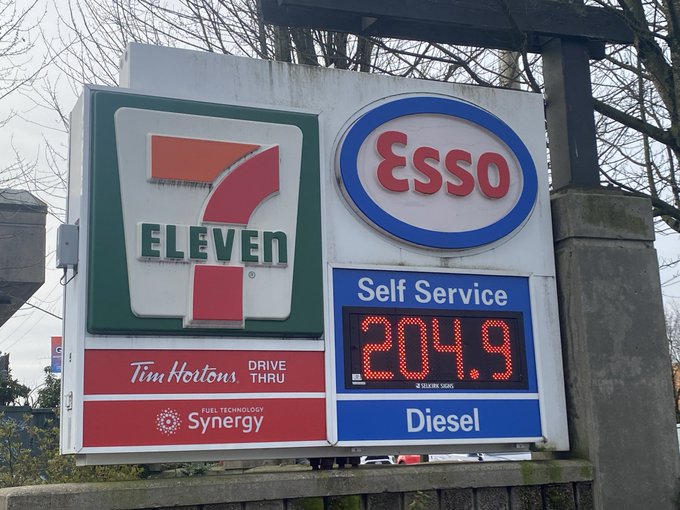 7
ELEVEn
®
Esso
Self Service
204.9
SELKIRK SIGNS
Diesel
Tim Hortons DRIVE THRU
FUEL TECHNOLOGY
Synergy